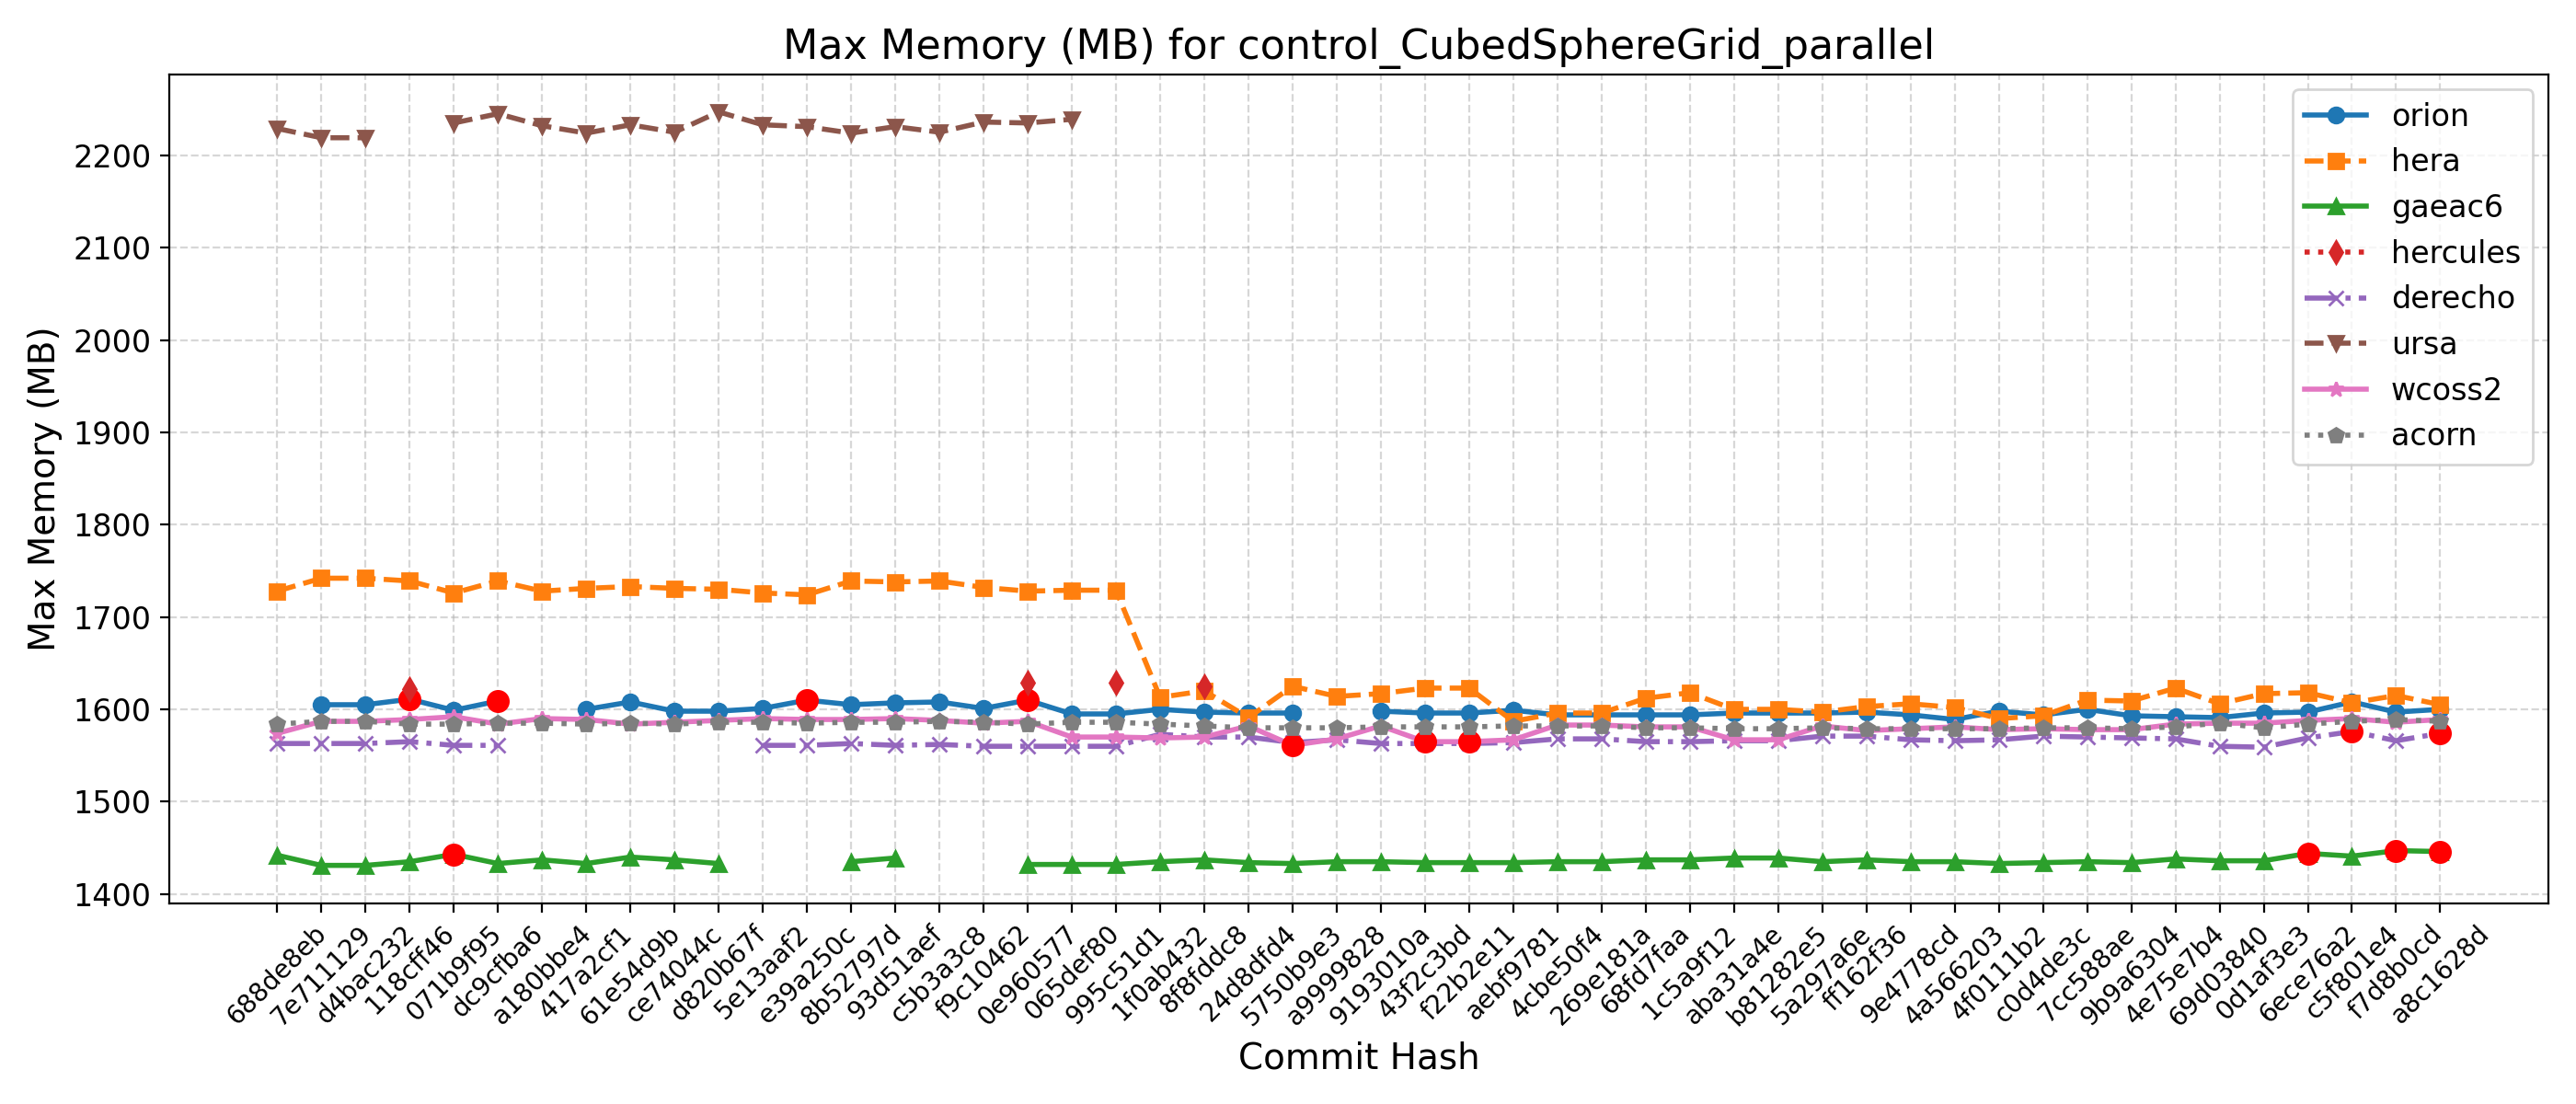 Max Memory (MB) for control_CubedSphereGrid_parallel
Max Memory (MB)
2200
2100
2000
1900
1800
1700
1600
1500
1400
orion
hera
gaeac6
hercules
derecho
ursa
wcoss2
acorn
688de8eb
7e711129
d4bac232
118cff46
071b9f95
dc9cfba6
a180bbe4
417a2cf1
61e54d9b
ce74044c
d820b67f
5e13aaf2
e39a250c
8b52797d
93d51aef
c5b3a3c8
f9c10462
0e960577
065def80
995c51d1
1f0ab432
8f8fddc8
24d8dfd4
5750b9e3
a9999828
9193010a
43f2c3bd
f22b2e11
aebf9781
4cbe50f4
269e181a
68fd7faa
1c5a9f12
aba31a4e
b81282e5
5a297a6e
ff162f36
9e4778cd
4a566203
4f0111b2
c0d4de3c
7cc588ae
9b9a6304
4e75e7b4
69d03840
0d1af3e3
6ece76a2
c5f801e4
f7d8b0cd
a8c1628d
Commit Hash